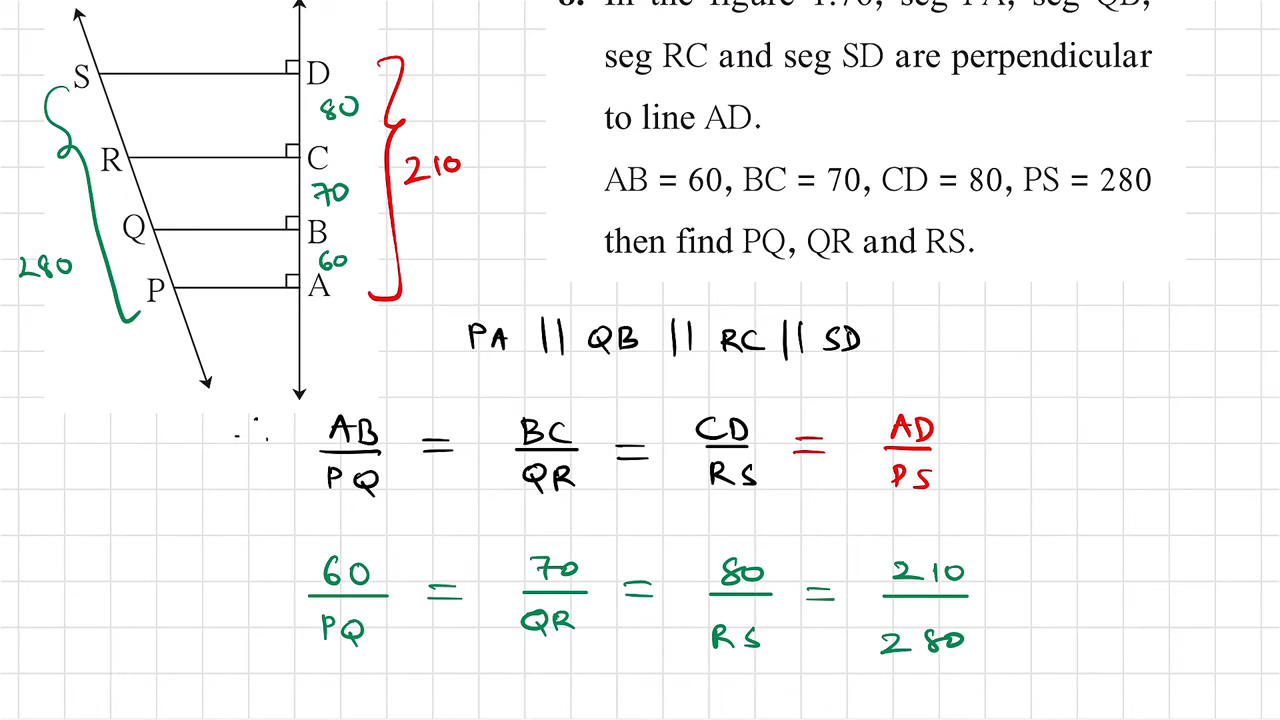 6. In the figure 1.70, seg PA, seg QB,
seg RC and seg SD are perpendicular
to line AD.
AB = 60, BC = 70, CD = 80, PS = 280
then find PQ, QR and RS.
S D
80
R C
210
70
Q B
280 60
P A
PA || QB || RC || SD
∴ AB/PQ = BC/QR = CD/RS = AD/PS
60/PQ = 70/QR = 80/RS = 210/280